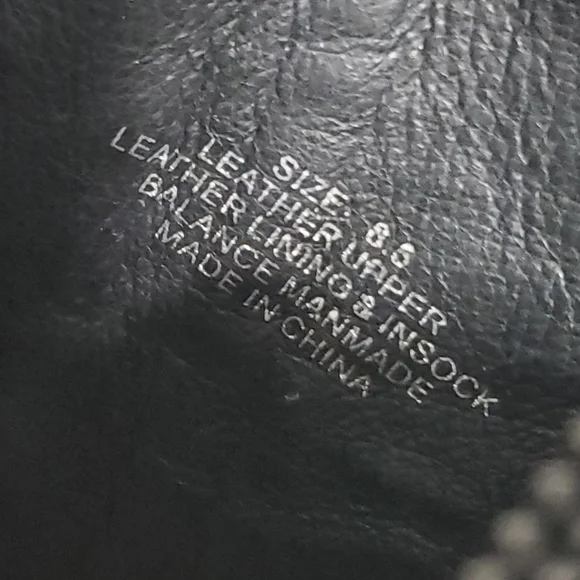 SIZE: 8.5
LEATHER UPPER
LEATHER LINING & INSOCK
BALANCE MANMADE
MADE IN CHINA